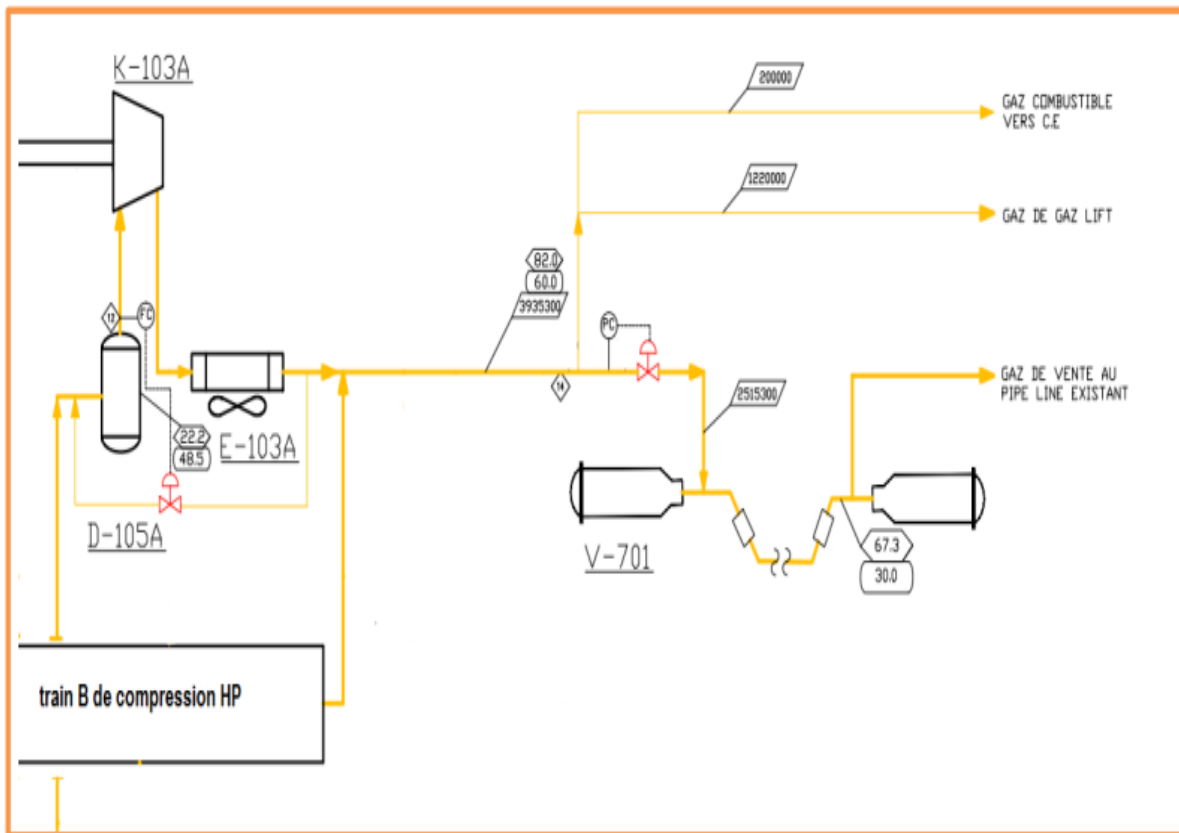 K-103A
200000
GAZ COMBUSTIBLE
VERS C.E
1220000
GAZ DE GAZ LIFT
82.0
60.0
3935300
12
FC
PC
14
GAZ DE VENTE AU
PIPE LINE EXISTANT
2515300
22.2
48.5
E-103A
D-105A
V-701
67.3
30.0
train B de compression HP